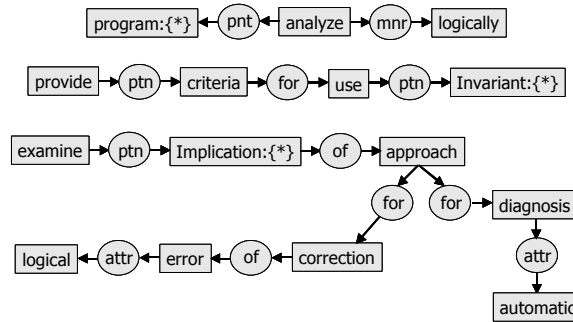 program:{*} pnt analyze mnr logically
provide ptn criteria for use ptn Invariant:{*}
examine ptn Implication:{*} of approach
for for diagnosis
logical attr error of correction attr
automatic